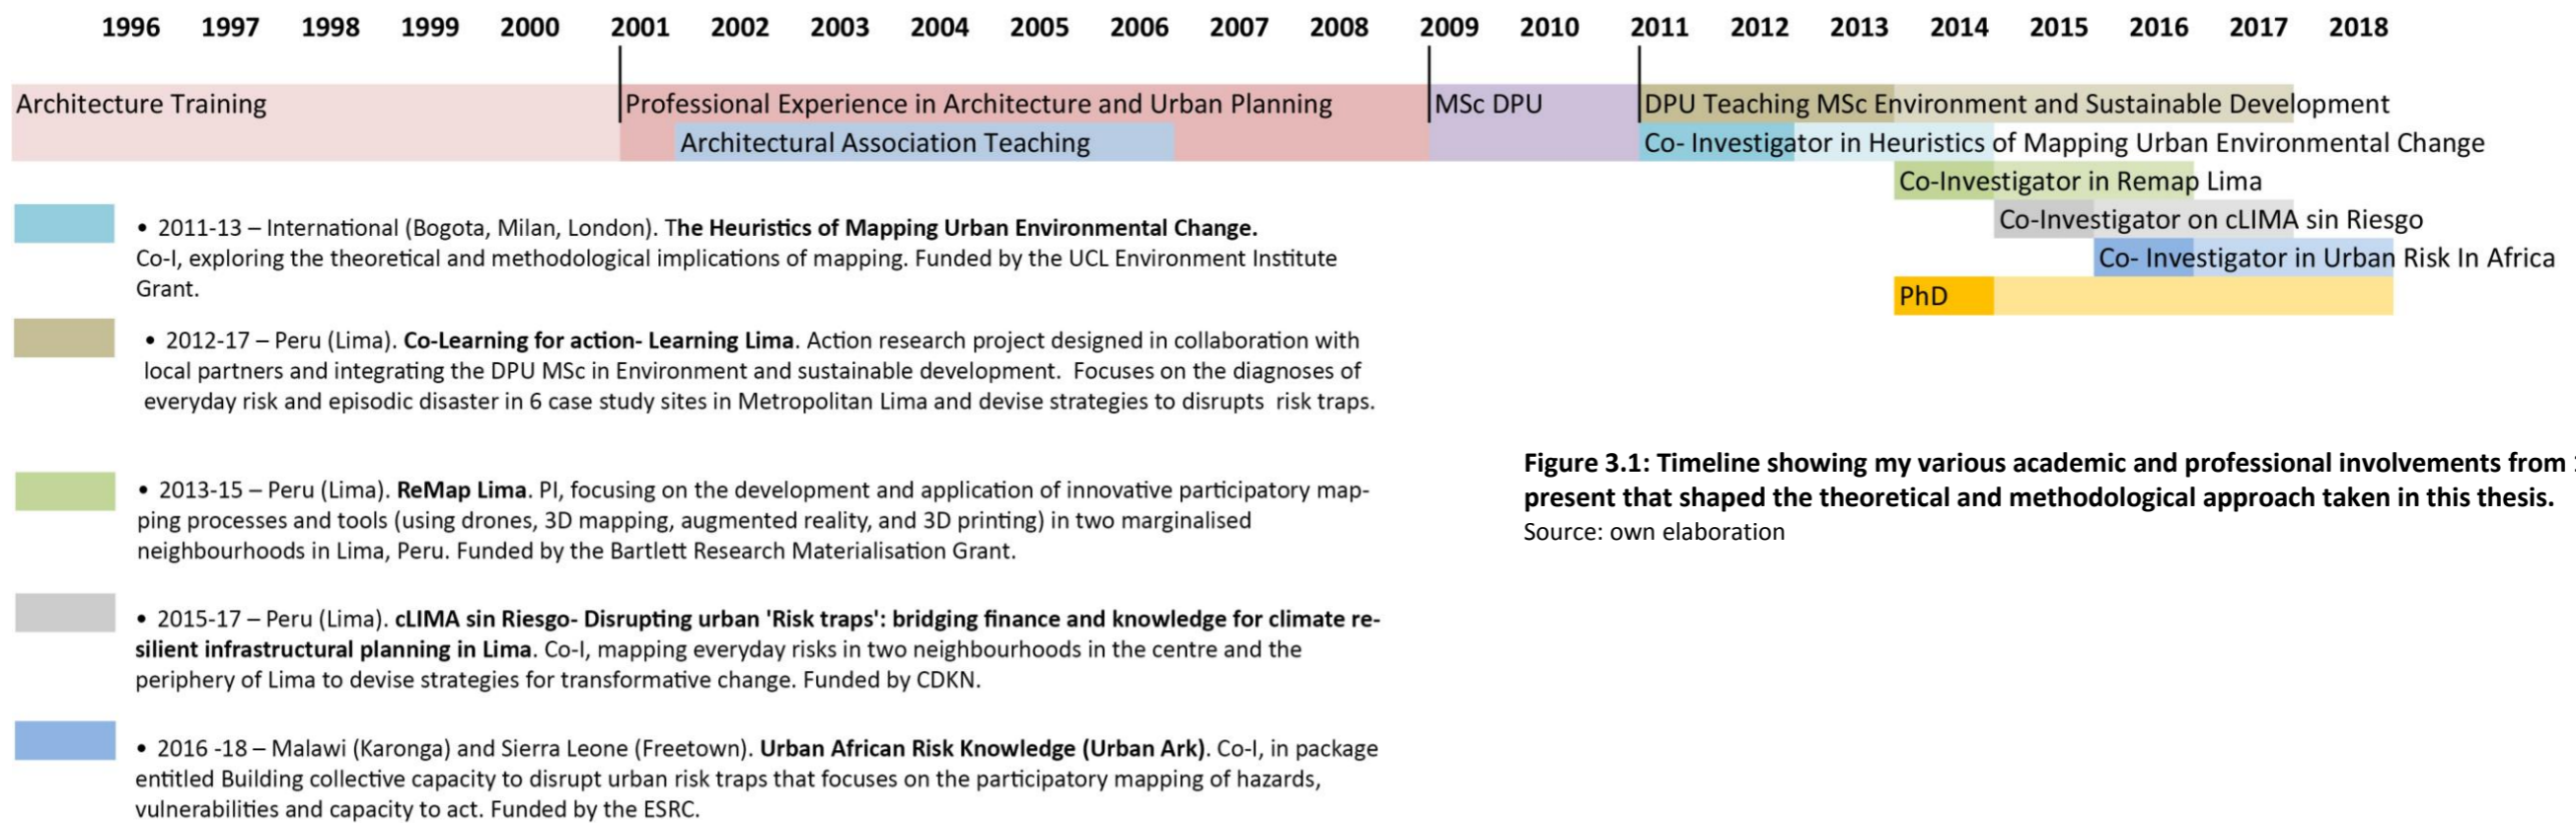 1996 1997 1998 1999 2000 2001 2002 2003 2004 2005 2006 2007 2008 2009 2010 2011 2012 2013 2014 2015 2016 2017 2018
Architecture Training
Professional Experience in Architecture and Urban Planning
MSc DPU
DPU Teaching MSc Environment and Sustainable Development
Architectural Association Teaching
Co- Investigator in Heuristics of Mapping Urban Environmental Change
Co-Investigator in Remap Lima
Co-Investigator on cLIMA sin Riesgo
Co- Investigator in Urban Risk In Africa
PhD
• 2011-13 – International (Bogota, Milan, London). The Heuristics of Mapping Urban Environmental Change.
Co-I, exploring the theoretical and methodological implications of mapping. Funded by the UCL Environment Institute
Grant.
• 2012-17 – Peru (Lima). Co-Learning for action- Learning Lima. Action research project designed in collaboration with
local partners and integrating the DPU MSc in Environment and sustainable development. Focuses on the diagnoses of
everyday risk and episodic disaster in 6 case study sites in Metropolitan Lima and devise strategies to disrupts risk traps.
• 2013-15 – Peru (Lima). ReMap Lima. PI, focusing on the development and application of innovative participatory map-
ping processes and tools (using drones, 3D mapping, augmented reality, and 3D printing) in two marginalised
neighbourhoods in Lima, Peru. Funded by the Bartlett Research Materialisation Grant.
• 2015-17 – Peru (Lima). cLIMA sin Riesgo- Disrupting urban 'Risk traps': bridging finance and knowledge for climate re-
silient infrastructural planning in Lima. Co-I, mapping everyday risks in two neighbourhoods in the centre and the
periphery of Lima to devise strategies for transformative change. Funded by CDKN.
• 2016 -18 – Malawi (Karonga) and Sierra Leone (Freetown). Urban African Risk Knowledge (Urban Ark). Co-I, in package
entitled Building collective capacity to disrupt urban risk traps that focuses on the participatory mapping of hazards,
vulnerabilities and capacity to act. Funded by the ESRC.
Figure 3.1: Timeline showing my various academic and professional involvements from
present that shaped the theoretical and methodological approach taken in this thesis.
Source: own elaboration